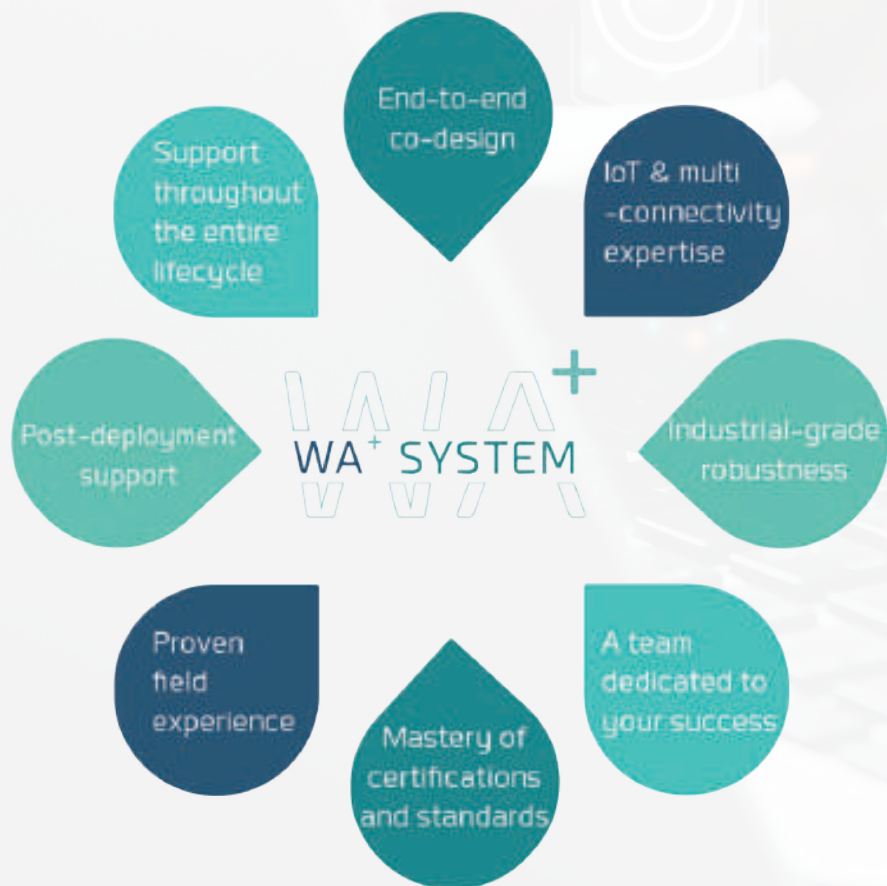 End-to-end
co-design
IoT & multi
-connectivity
expertise
Industrial-grade
robustness
A team
dedicated to
your success
Mastery of
certifications
and standards
Proven
field
experience
Post-deployment
support
Support
throughout
the entire
lifecycle
WA+
WA+ SYSTEM